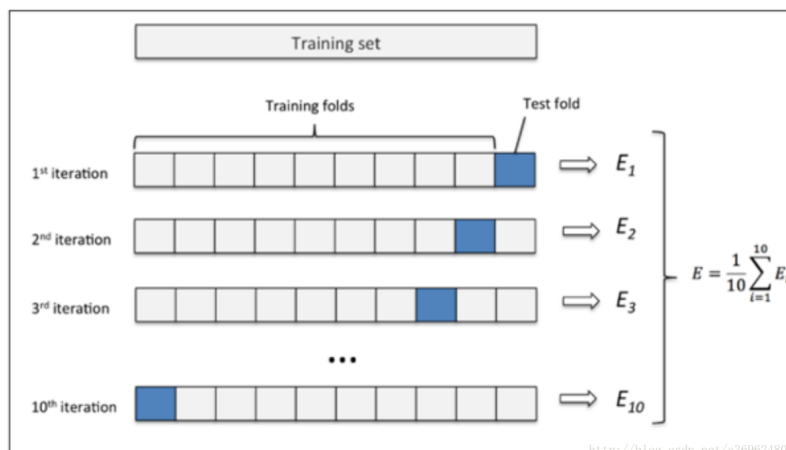 Training set
Training folds
Test fold
1st iteration
E1
2nd iteration
E2
E = 1/10 10∑i=1 Ei
3rd iteration
E3
...
10th iteration
E10